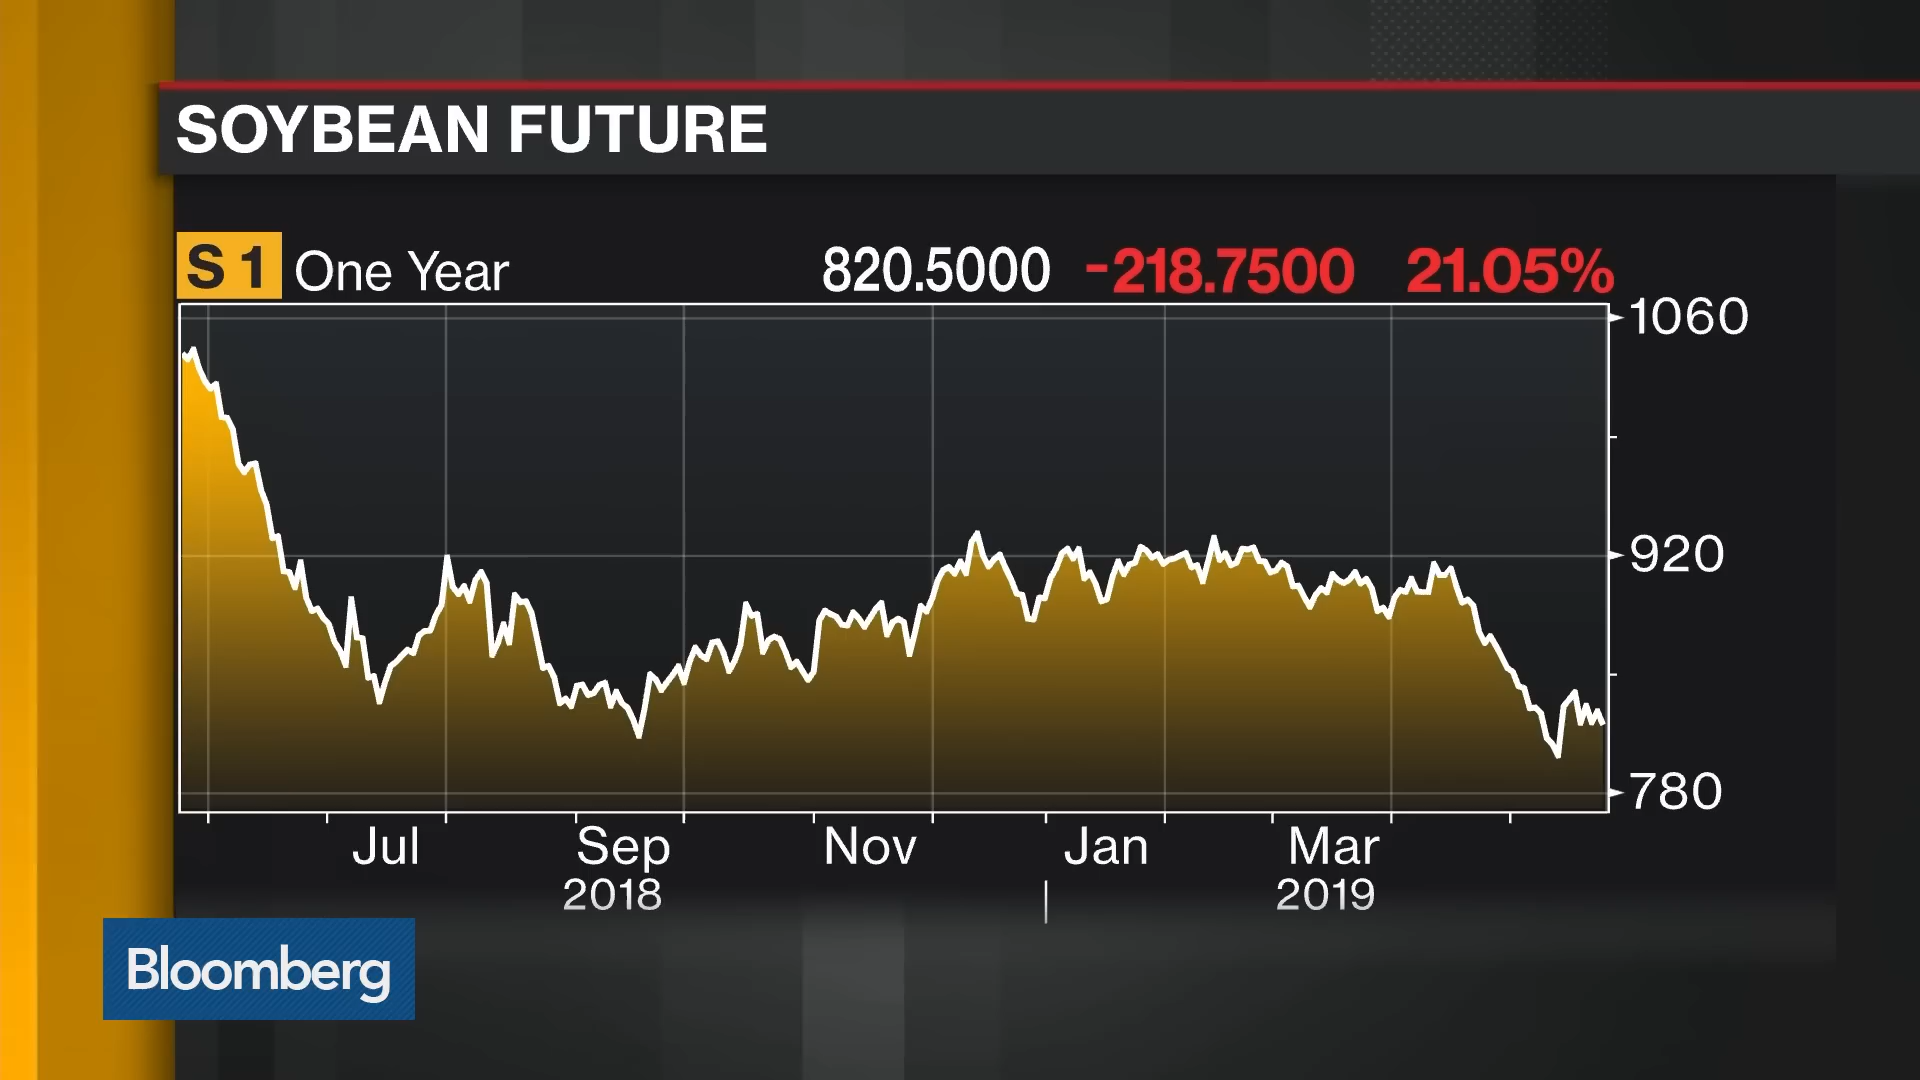 SOYBEAN FUTURE
S 1 One Year 820.5000 -218.7500 21.05%
1060
920
780
Jul Sep Nov Jan Mar
2018 2019
Bloomberg